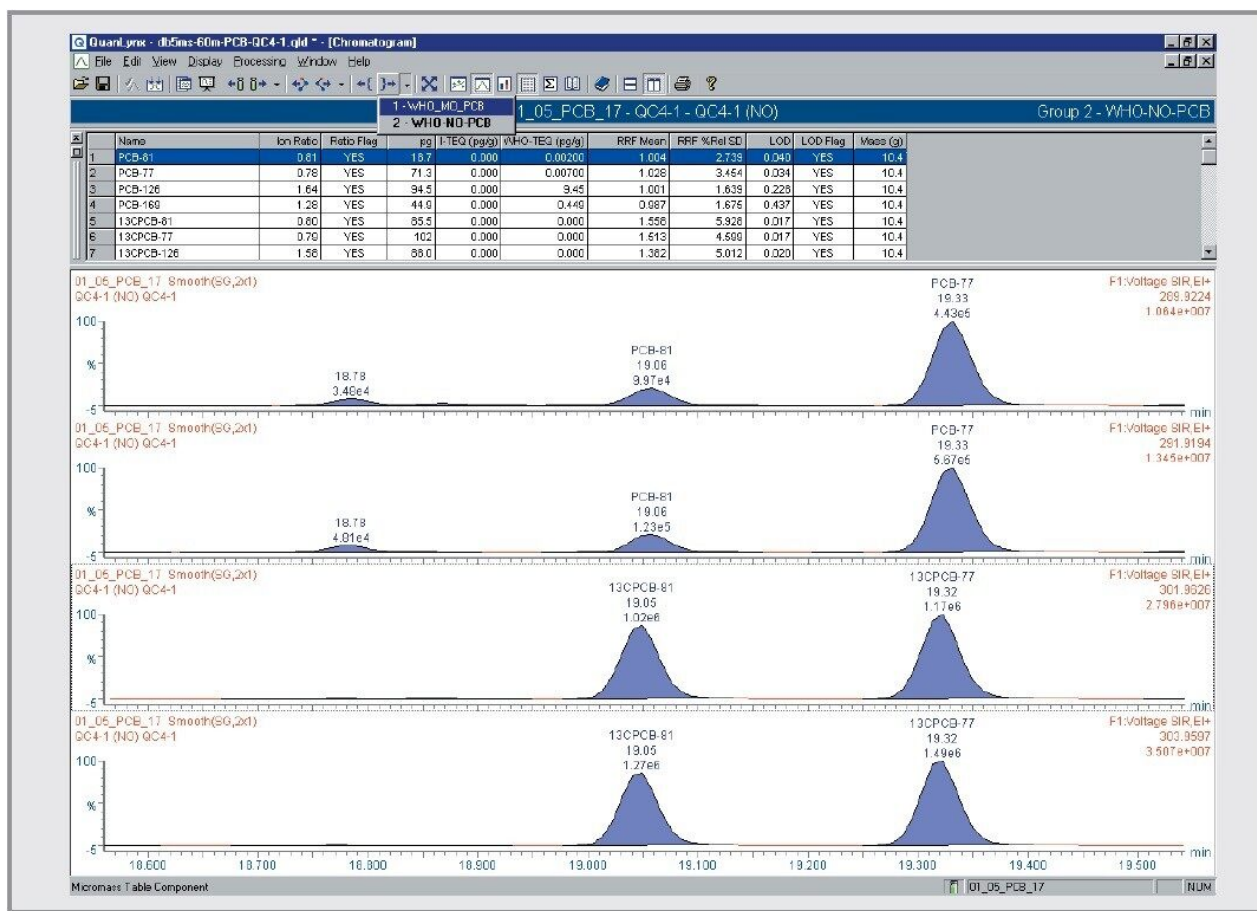 QuanLynx - db5ms-60m-PCB-QC4-1.qld * - [Chromatogram]
File Edit View Display Processing Window Help
1 - WHO_MO_PCB
2 - WHO-NO-PCB
1_05_PCB_17 - QC4-1 - QC4-1 (NO) Group 2 - WHO-NO-PCB
Name Ion Ratio Ratio Flag pg I-TEQ (pg/g) WHO-TEQ (pg/g) RRF Mean RRF %Rel SD LOD LOD Flag Mass (g)
1 PCB-81 0.81 YES 18.7 0.000 0.00200 1.004 2.739 0.040 YES 10.4
2 PCB-77 0.78 YES 71.3 0.000 0.00700 1.028 3.454 0.034 YES 10.4
3 PCB-126 1.64 YES 94.5 0.000 9.45 1.001 1.639 0.226 YES 10.4
4 PCB-169 1.28 YES 44.9 0.000 0.449 0.987 1.675 0.437 YES 10.4
5 13CPCB-81 0.80 YES 85.5 0.000 0.000 1.556 5.928 0.017 YES 10.4
6 13CPCB-77 0.79 YES 102 0.000 0.000 1.513 4.599 0.017 YES 10.4
7 13CPCB-126 1.56 YES 88.0 0.000 0.000 1.382 5.012 0.020 YES 10.4
01_05_PCB_17 Smooth(SG,2x1)
QC4-1 (NO) QC4-1
F1:Voltage SIR,EI+
289.9224
1.064e+007
PCB-77
19.33
4.43e5
PCB-81
19.06
9.97e4
18.78
3.48e4
100
%
-5
min
01_05_PCB_17 Smooth(SG,2x1)
QC4-1 (NO) QC4-1
F1:Voltage SIR,EI+
291.9194
1.345e+007
PCB-77
19.33
5.67e5
PCB-81
19.06
1.23e5
18.78
4.81e4
100
%
-5
min
01_05_PCB_17 Smooth(SG,2x1)
QC4-1 (NO) QC4-1
F1:Voltage SIR,EI+
301.9626
2.796e+007
13CPCB-81
19.05
1.02e6
13CPCB-77
19.32
1.17e6
100
%
-5
min
01_05_PCB_17 Smooth(SG,2x1)
QC4-1 (NO) QC4-1
F1:Voltage SIR,EI+
303.9597
3.507e+007
13CPCB-81
19.05
1.27e6
13CPCB-77
19.32
1.49e6
100
%
-5
min
18.600 18.700 18.800 18.900 19.000 19.100 19.200 19.300 19.400 19.500
Micromass Table Component 01_05_PCB_17 NUM